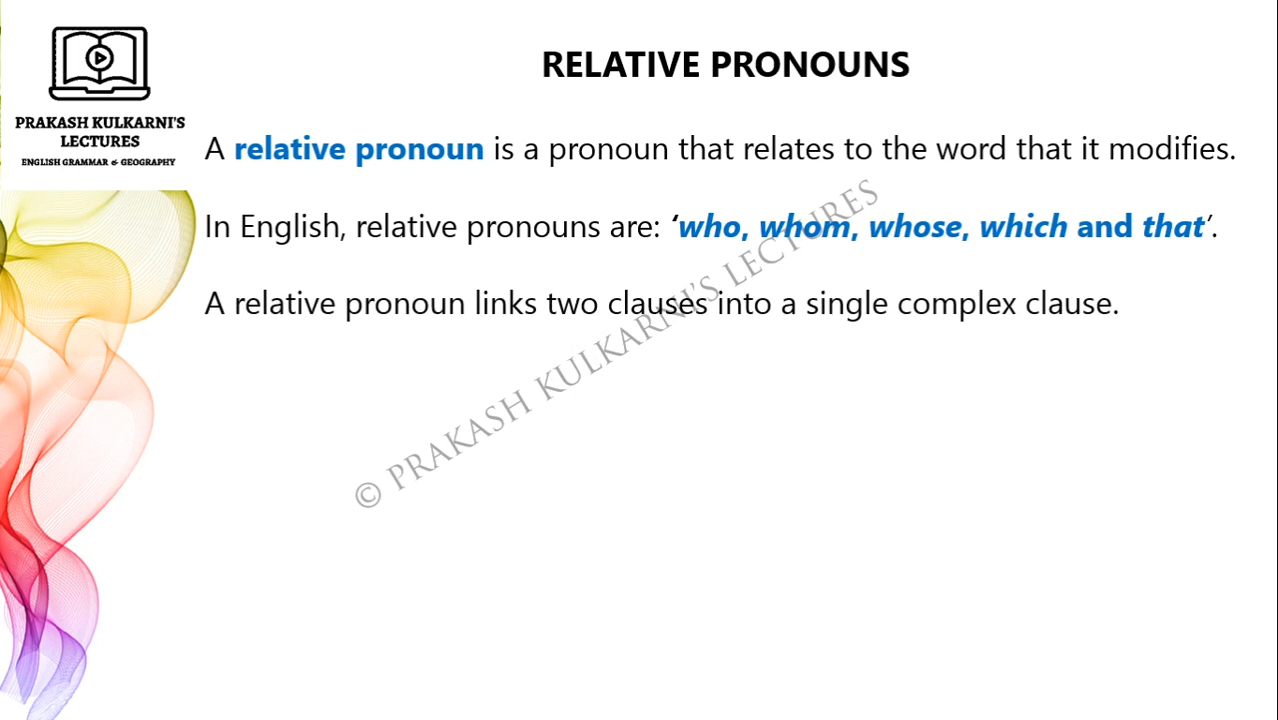 PRAKASH KULKARNI'S
LECTURES
ENGLISH GRAMMAR & GEOGRAPHY
RELATIVE PRONOUNS
A relative pronoun is a pronoun that relates to the word that it modifies.
In English, relative pronouns are: ‘who, whom, whose, which and that’.
A relative pronoun links two clauses into a single complex clause.
© PRAKASH KULKARNI'S LECTURES